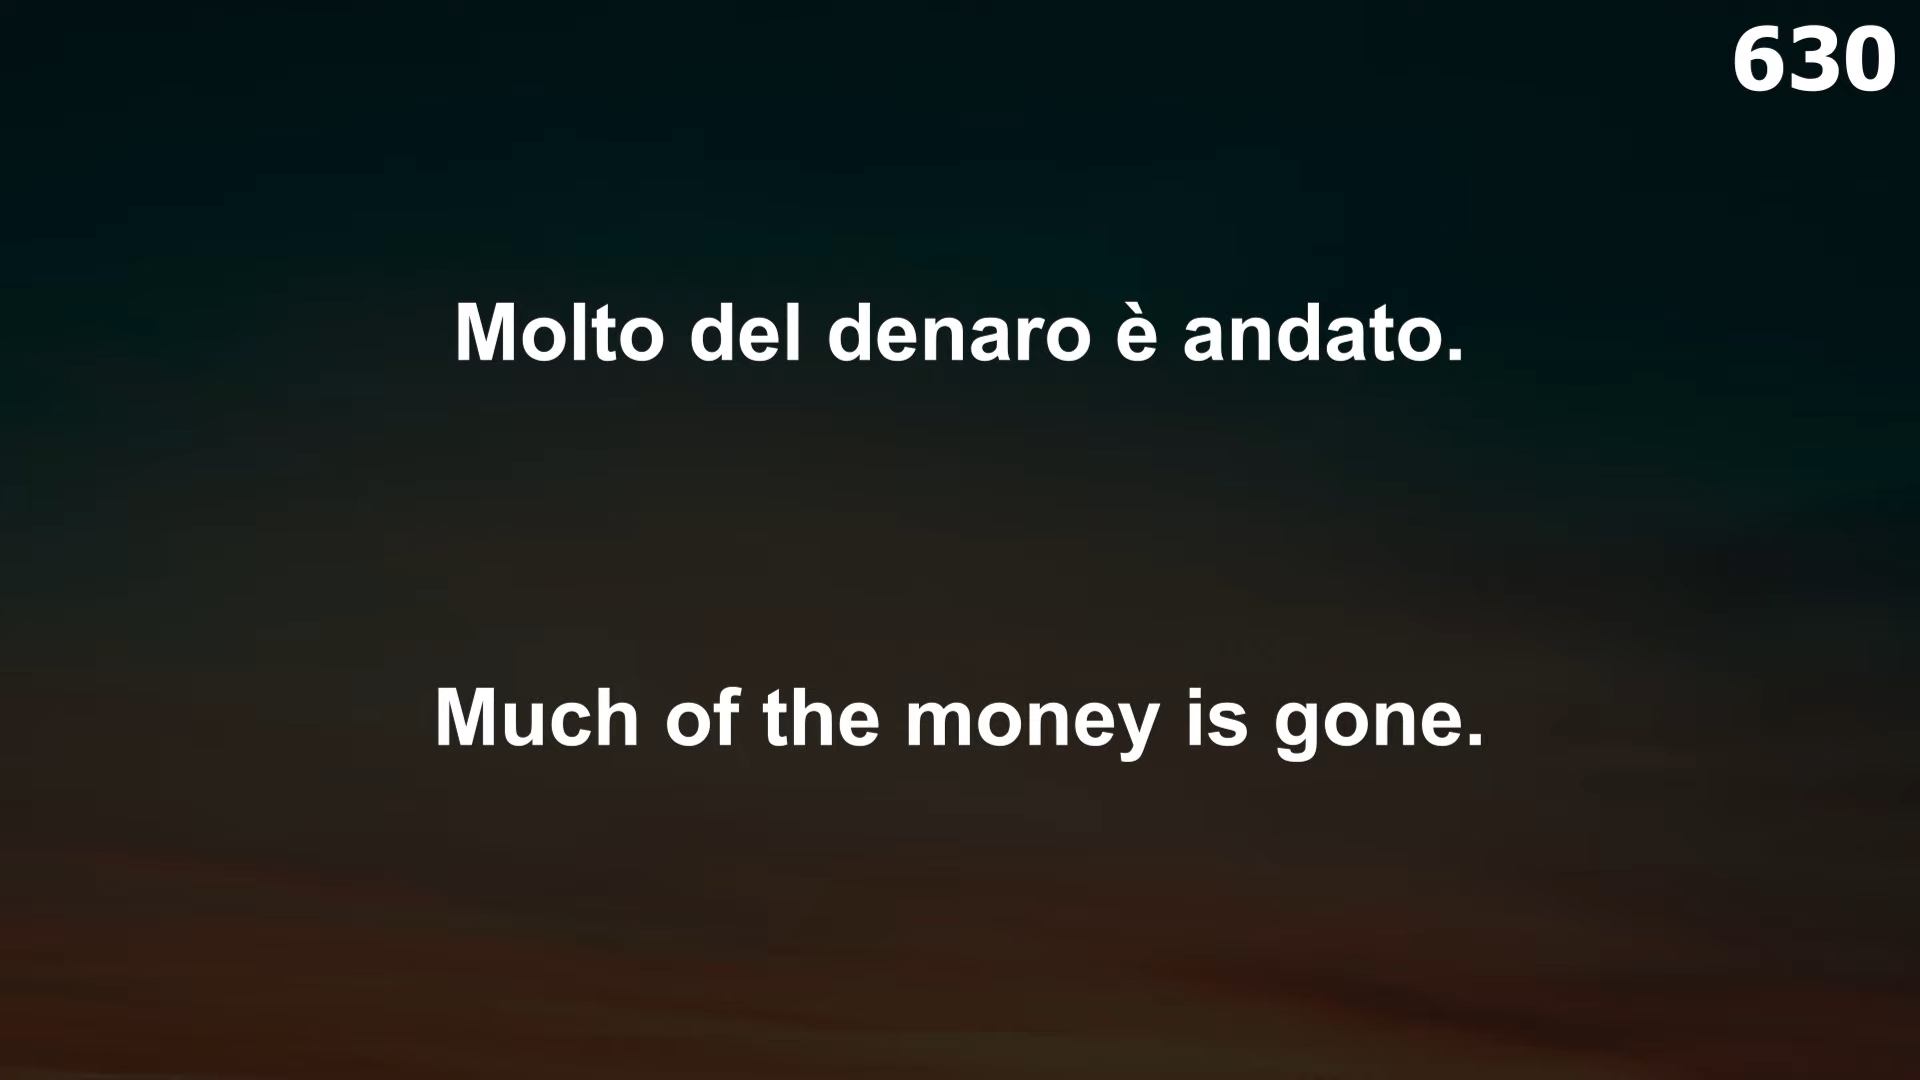 630
Molto del denaro è andato.
Much of the money is gone.